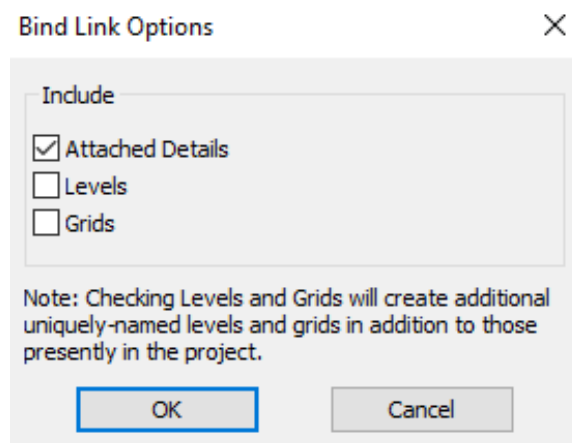 Bind Link Options
Include
Attached Details
Levels
Grids
Note: Checking Levels and Grids will create additional
uniquely-named levels and grids in addition to those
presently in the project.
OK
Cancel